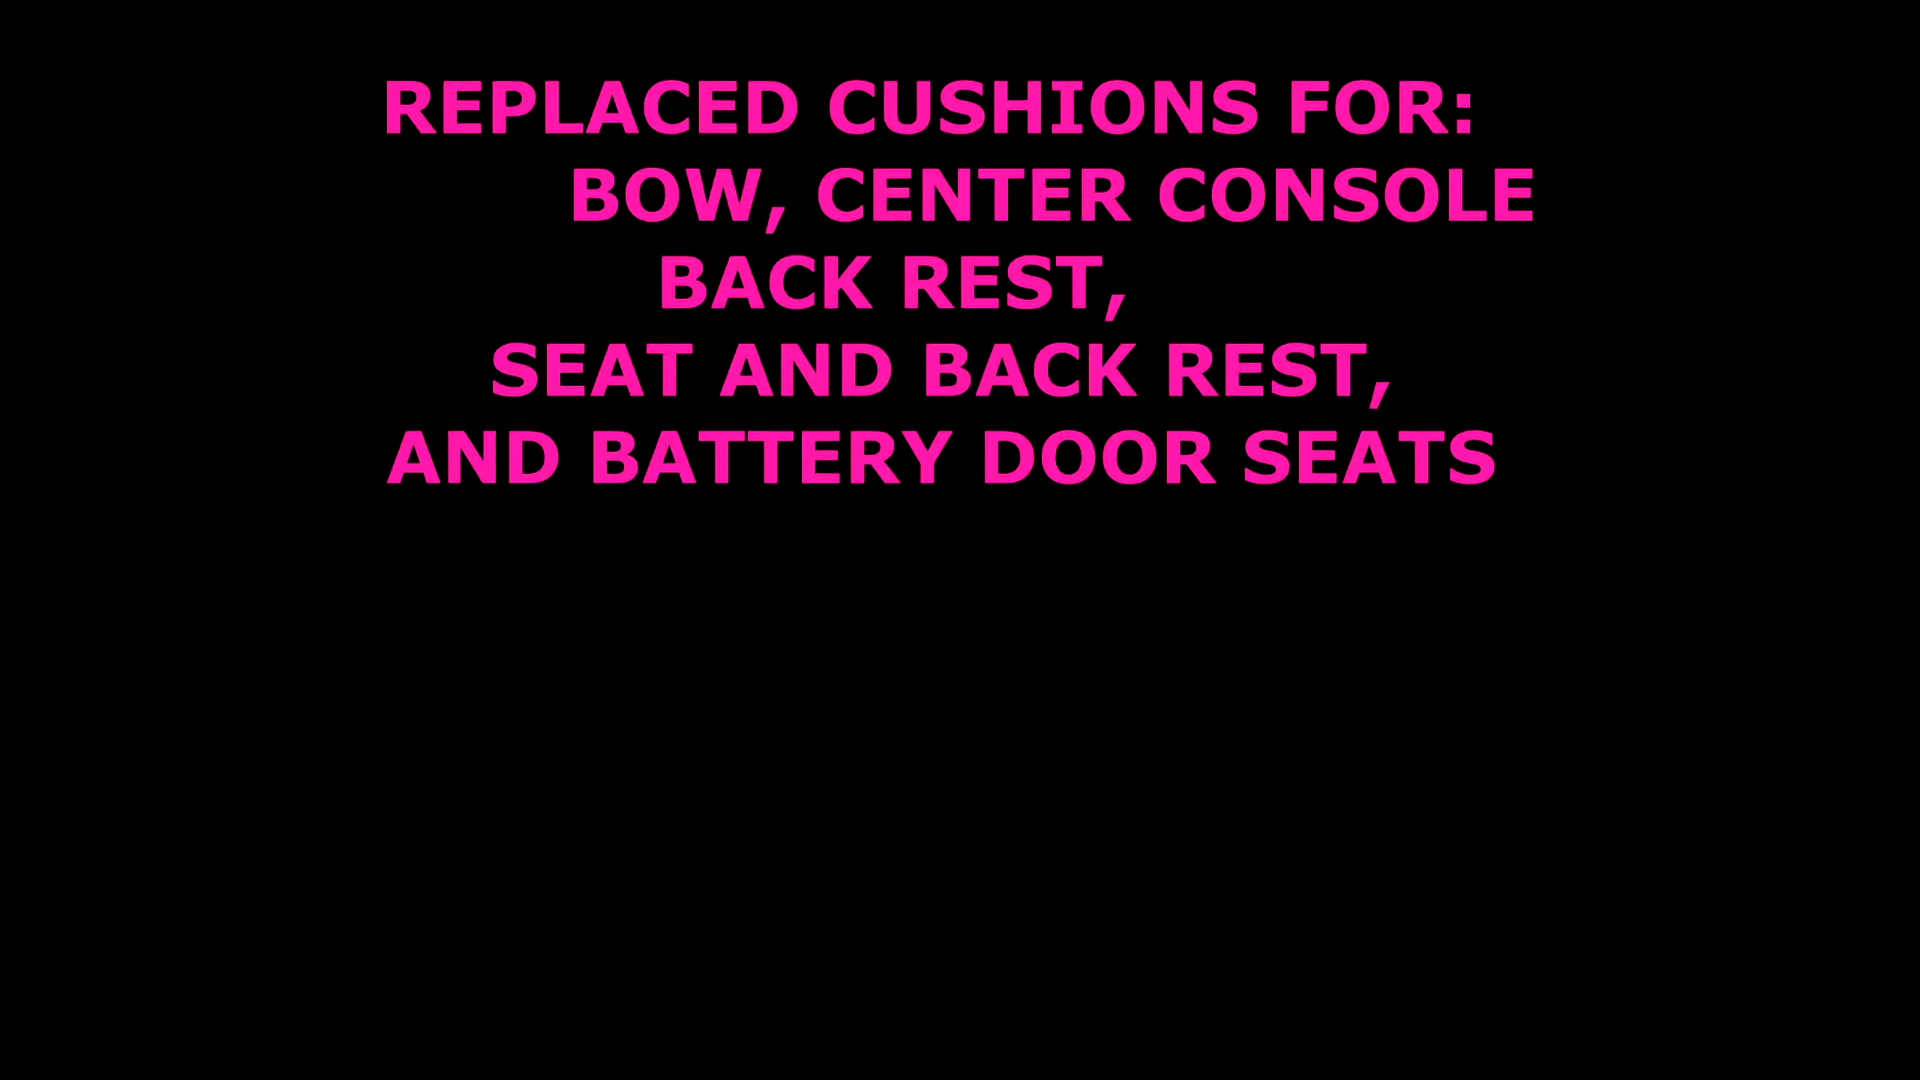 REPLACED CUSHIONS FOR:
BOW, CENTER CONSOLE
BACK REST,
SEAT AND BACK REST,
AND BATTERY DOOR SEATS